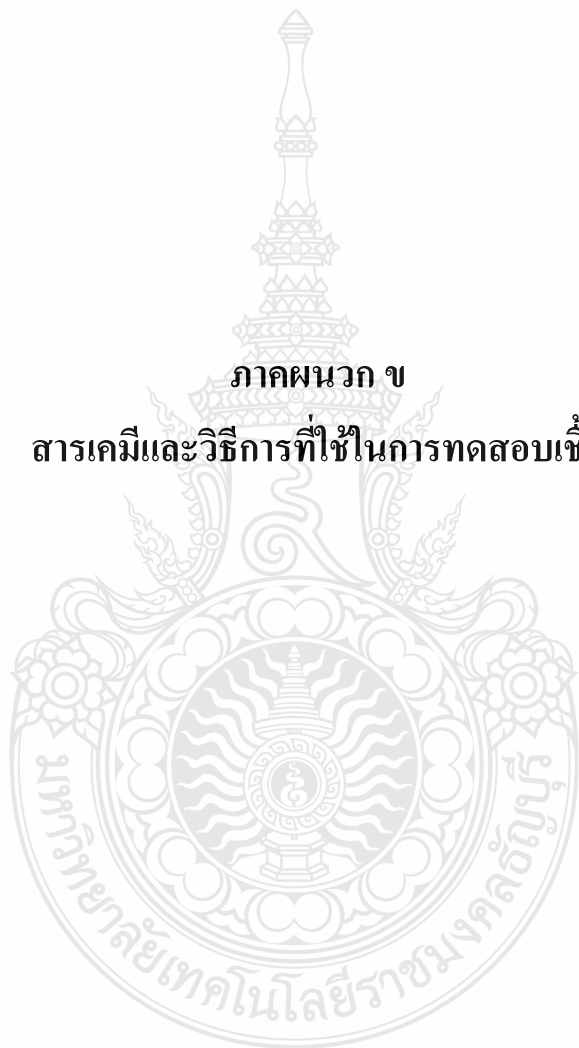 ภาคผนวก ข
สารเคมีและวิธีการที่ใช้ในการทดสอบเชื้
มหาวิทยาลัยเทคโนโลยีราชมงคลธัญบุรี